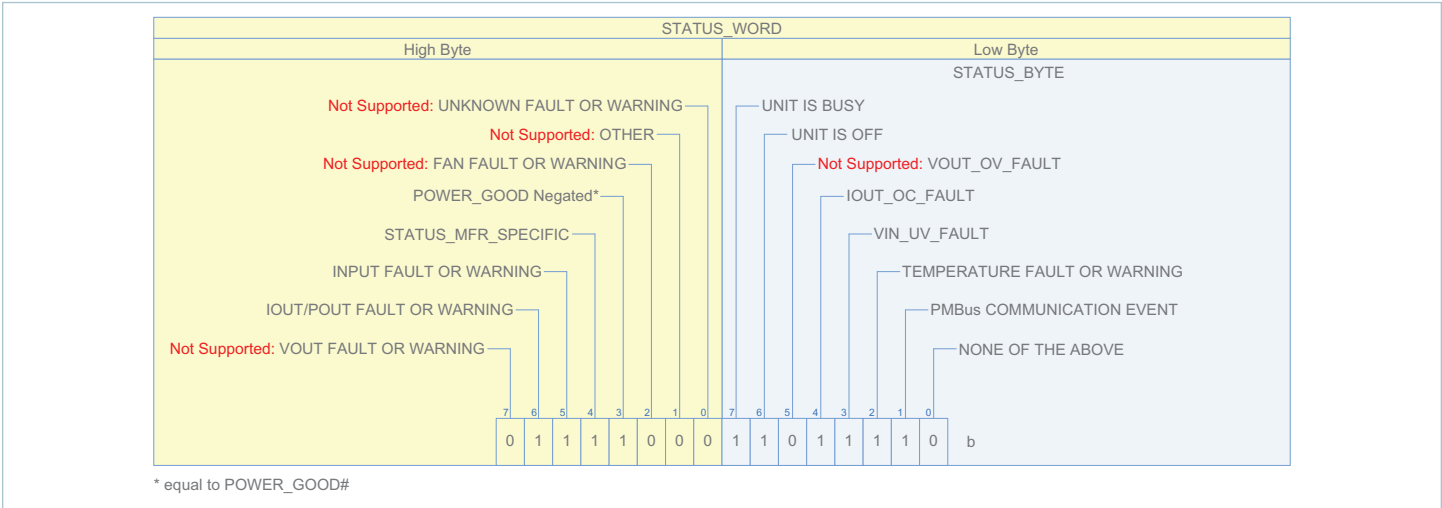 STATUS_WORD
High Byte Low Byte
STATUS_BYTE
Not Supported: UNKNOWN FAULT OR WARNING UNIT IS BUSY
Not Supported: OTHER UNIT IS OFF
Not Supported: FAN FAULT OR WARNING Not Supported: VOUT_OV_FAULT
POWER_GOOD Negated* IOUT_OC_FAULT
STATUS_MFR_SPECIFIC VIN_UV_FAULT
INPUT FAULT OR WARNING TEMPERATURE FAULT OR WARNING
IOUT/POUT FAULT OR WARNING PMBus COMMUNICATION EVENT
Not Supported: VOUT FAULT OR WARNING NONE OF THE ABOVE
7 6 5 4 3 2 1 0 7 6 5 4 3 2 1 0
0 1 1 1 1 0 0 0 1 1 0 1 1 1 1 0 b
* equal to POWER_GOOD#